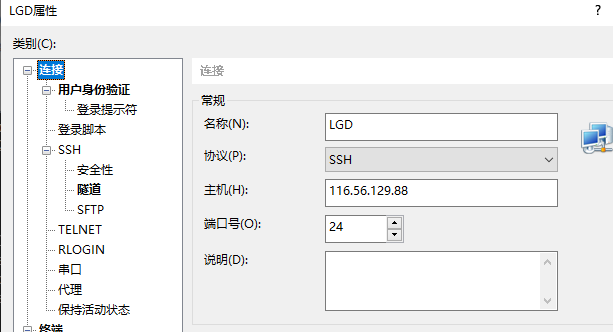 LGD属性
?
类别(C):
连接
用户身份验证
登录提示符
登录脚本
SSH
安全性
隧道
SFTP
TELNET
RLOGIN
串口
代理
保持活动状态
终端
连接
常规
名称(N):
LGD
协议(P):
SSH
主机(H):
116.56.129.88
端口号(O):
24
说明(D):